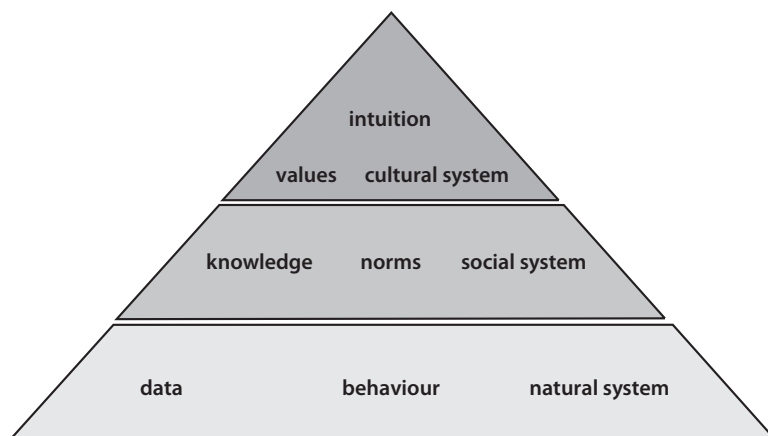 intuition
values cultural system
knowledge norms social system
data behaviour natural system